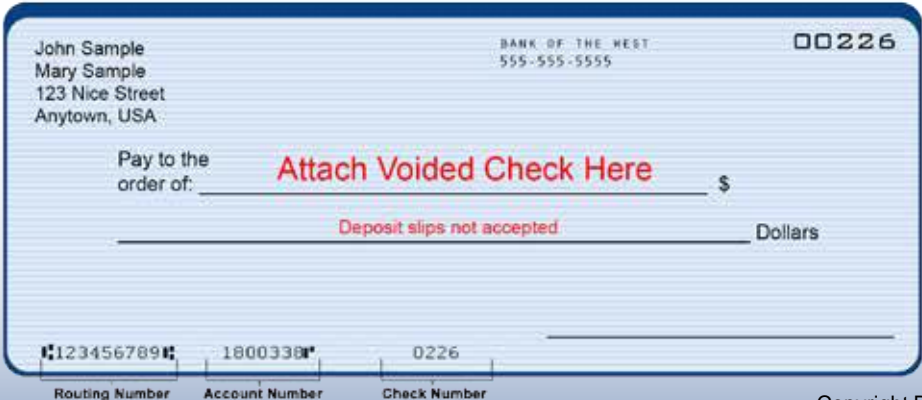 John Sample
Mary Sample
123 Nice Street
Anytown, USA
BANK OF THE WEST
555-555-5555
00226
Pay to the
order of:
Attach Voided Check Here
$
Deposit slips not accepted
Dollars
⑆123456789⑆ 1800338⑈ 0226
Routing Number Account Number Check Number
Copyright